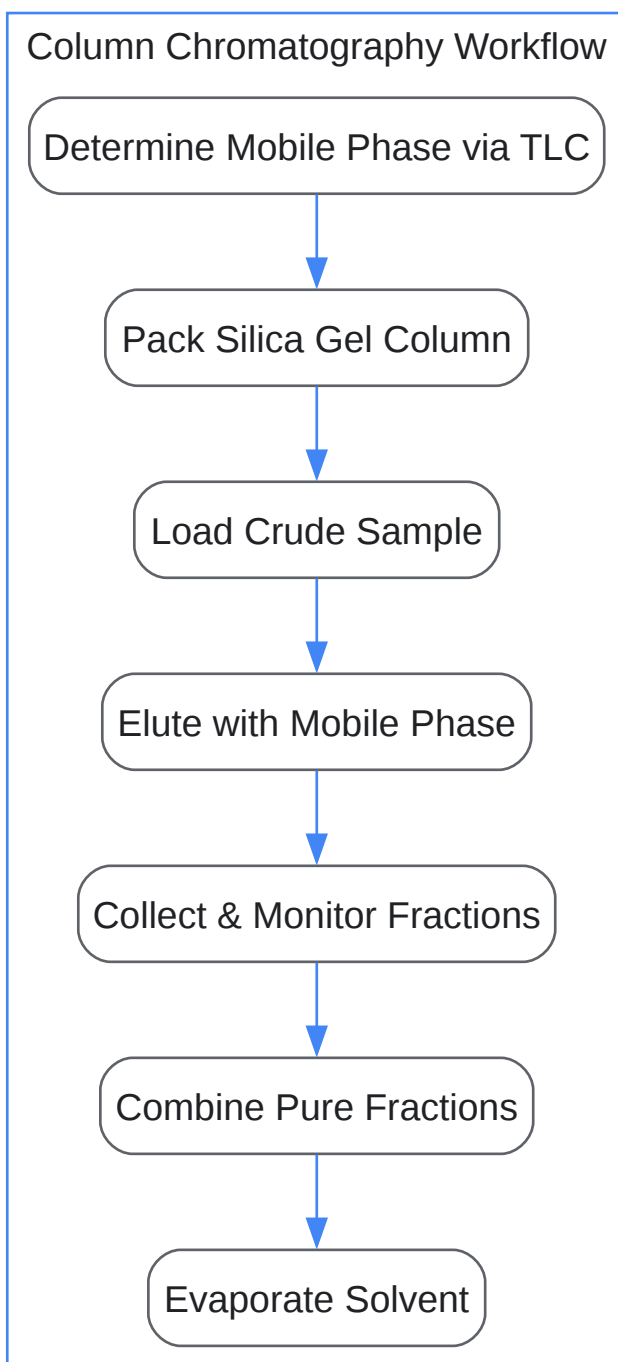 Column Chromatography Workflow
Determine Mobile Phase via TLC
Pack Silica Gel Column
Load Crude Sample
Elute with Mobile Phase
Collect & Monitor Fractions
Combine Pure Fractions
Evaporate Solvent